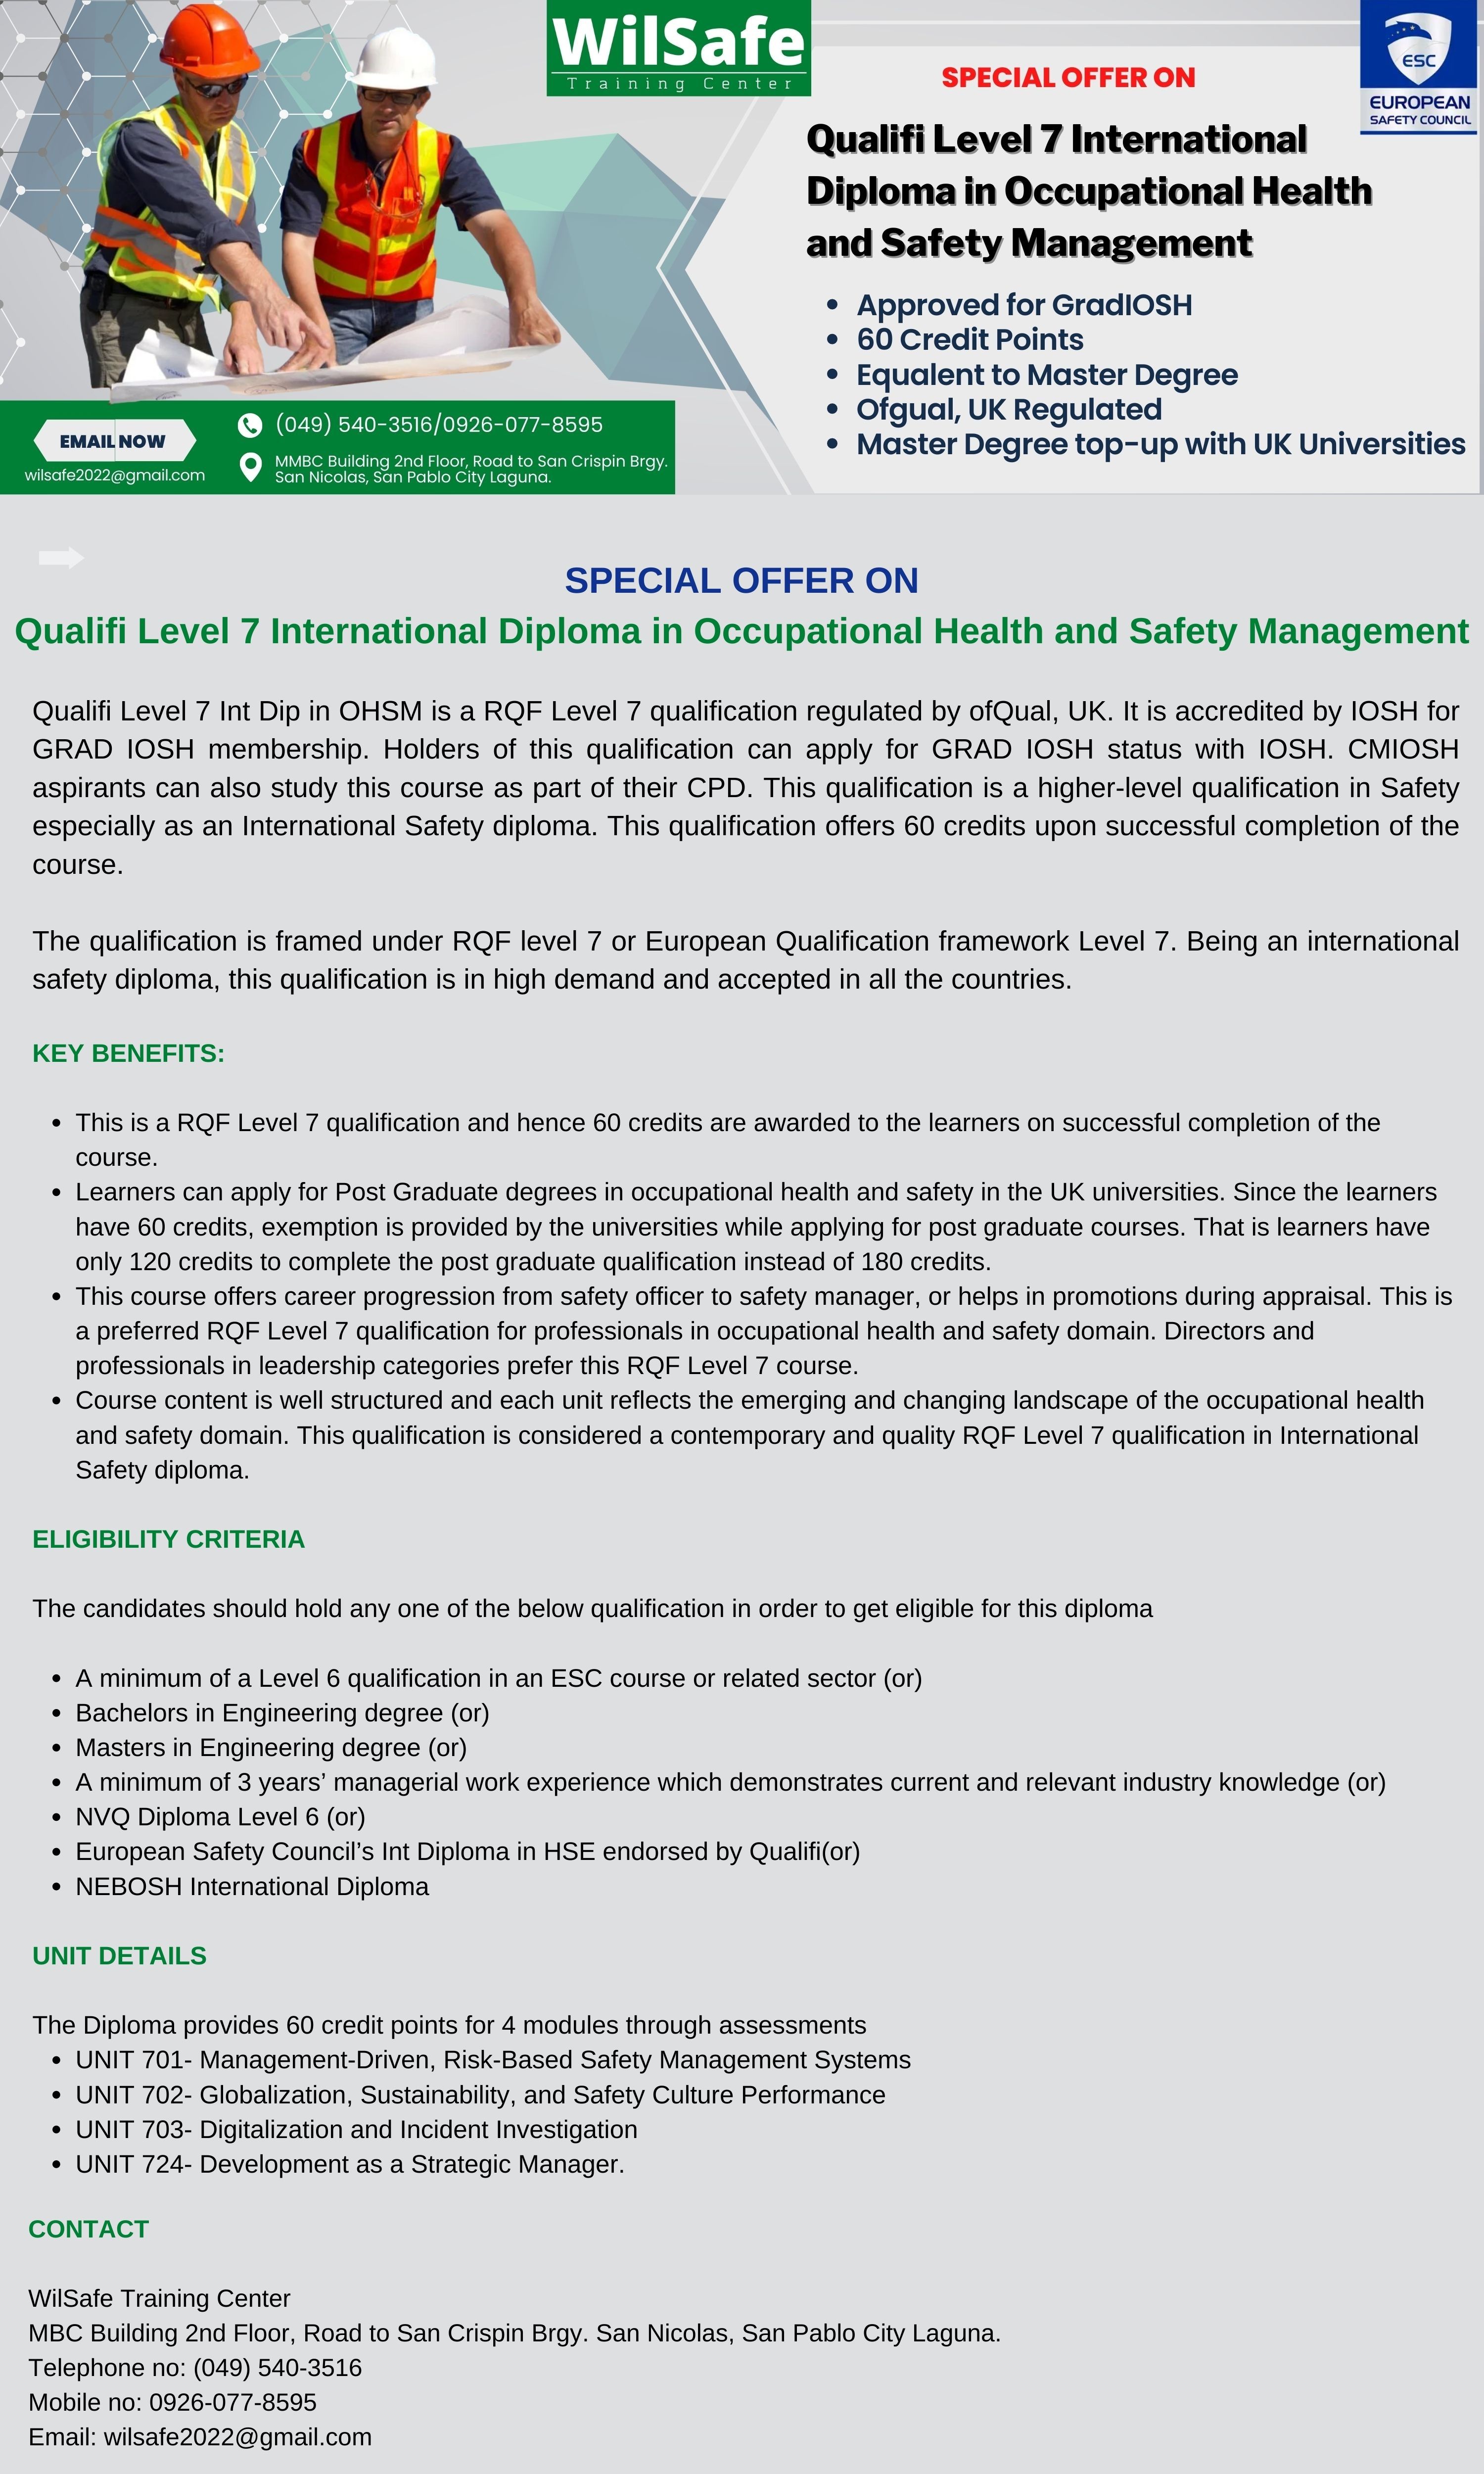 WilSafe
Training Center
ESC
EUROPEAN
SAFETY COUNCIL
SPECIAL OFFER ON
Qualifi Level 7 International
Diploma in Occupational Health
and Safety Management
• Approved for GradIOSH
• 60 Credit Points
• Equalent to Master Degree
• Ofgual, UK Regulated
• Master Degree top-up with UK Universities
EMAIL NOW
wilsafe2022@gmail.com
(049) 540-3516/0926-077-8595
MMBC Building 2nd Floor, Road to San Crispin Brgy.
San Nicolas, San Pablo City Laguna.
SPECIAL OFFER ON
Qualifi Level 7 International Diploma in Occupational Health and Safety Management
Qualifi Level 7 Int Dip in OHSM is a RQF Level 7 qualification regulated by ofQual, UK. It is accredited by IOSH for
GRAD IOSH membership. Holders of this qualification can apply for GRAD IOSH status with IOSH. CMIOSH
aspirants can also study this course as part of their CPD. This qualification is a higher-level qualification in Safety
especially as an International Safety diploma. This qualification offers 60 credits upon successful completion of the
course.
The qualification is framed under RQF level 7 or European Qualification framework Level 7. Being an international
safety diploma, this qualification is in high demand and accepted in all the countries.
KEY BENEFITS:
• This is a RQF Level 7 qualification and hence 60 credits are awarded to the learners on successful completion of the
course.
• Learners can apply for Post Graduate degrees in occupational health and safety in the UK universities. Since the learners
have 60 credits, exemption is provided by the universities while applying for post graduate courses. That is learners have
only 120 credits to complete the post graduate qualification instead of 180 credits.
• This course offers career progression from safety officer to safety manager, or helps in promotions during appraisal. This is
a preferred RQF Level 7 qualification for professionals in occupational health and safety domain. Directors and
professionals in leadership categories prefer this RQF Level 7 course.
• Course content is well structured and each unit reflects the emerging and changing landscape of the occupational health
and safety domain. This qualification is considered a contemporary and quality RQF Level 7 qualification in International
Safety diploma.
ELIGIBILITY CRITERIA
The candidates should hold any one of the below qualification in order to get eligible for this diploma
• A minimum of a Level 6 qualification in an ESC course or related sector (or)
• Bachelors in Engineering degree (or)
• Masters in Engineering degree (or)
• A minimum of 3 years’ managerial work experience which demonstrates current and relevant industry knowledge (or)
• NVQ Diploma Level 6 (or)
• European Safety Council’s Int Diploma in HSE endorsed by Qualifi(or)
• NEBOSH International Diploma
UNIT DETAILS
The Diploma provides 60 credit points for 4 modules through assessments
• UNIT 701- Management-Driven, Risk-Based Safety Management Systems
• UNIT 702- Globalization, Sustainability, and Safety Culture Performance
• UNIT 703- Digitalization and Incident Investigation
• UNIT 724- Development as a Strategic Manager.
CONTACT
WilSafe Training Center
MBC Building 2nd Floor, Road to San Crispin Brgy. San Nicolas, San Pablo City Laguna.
Telephone no: (049) 540-3516
Mobile no: 0926-077-8595
Email: wilsafe2022@gmail.com